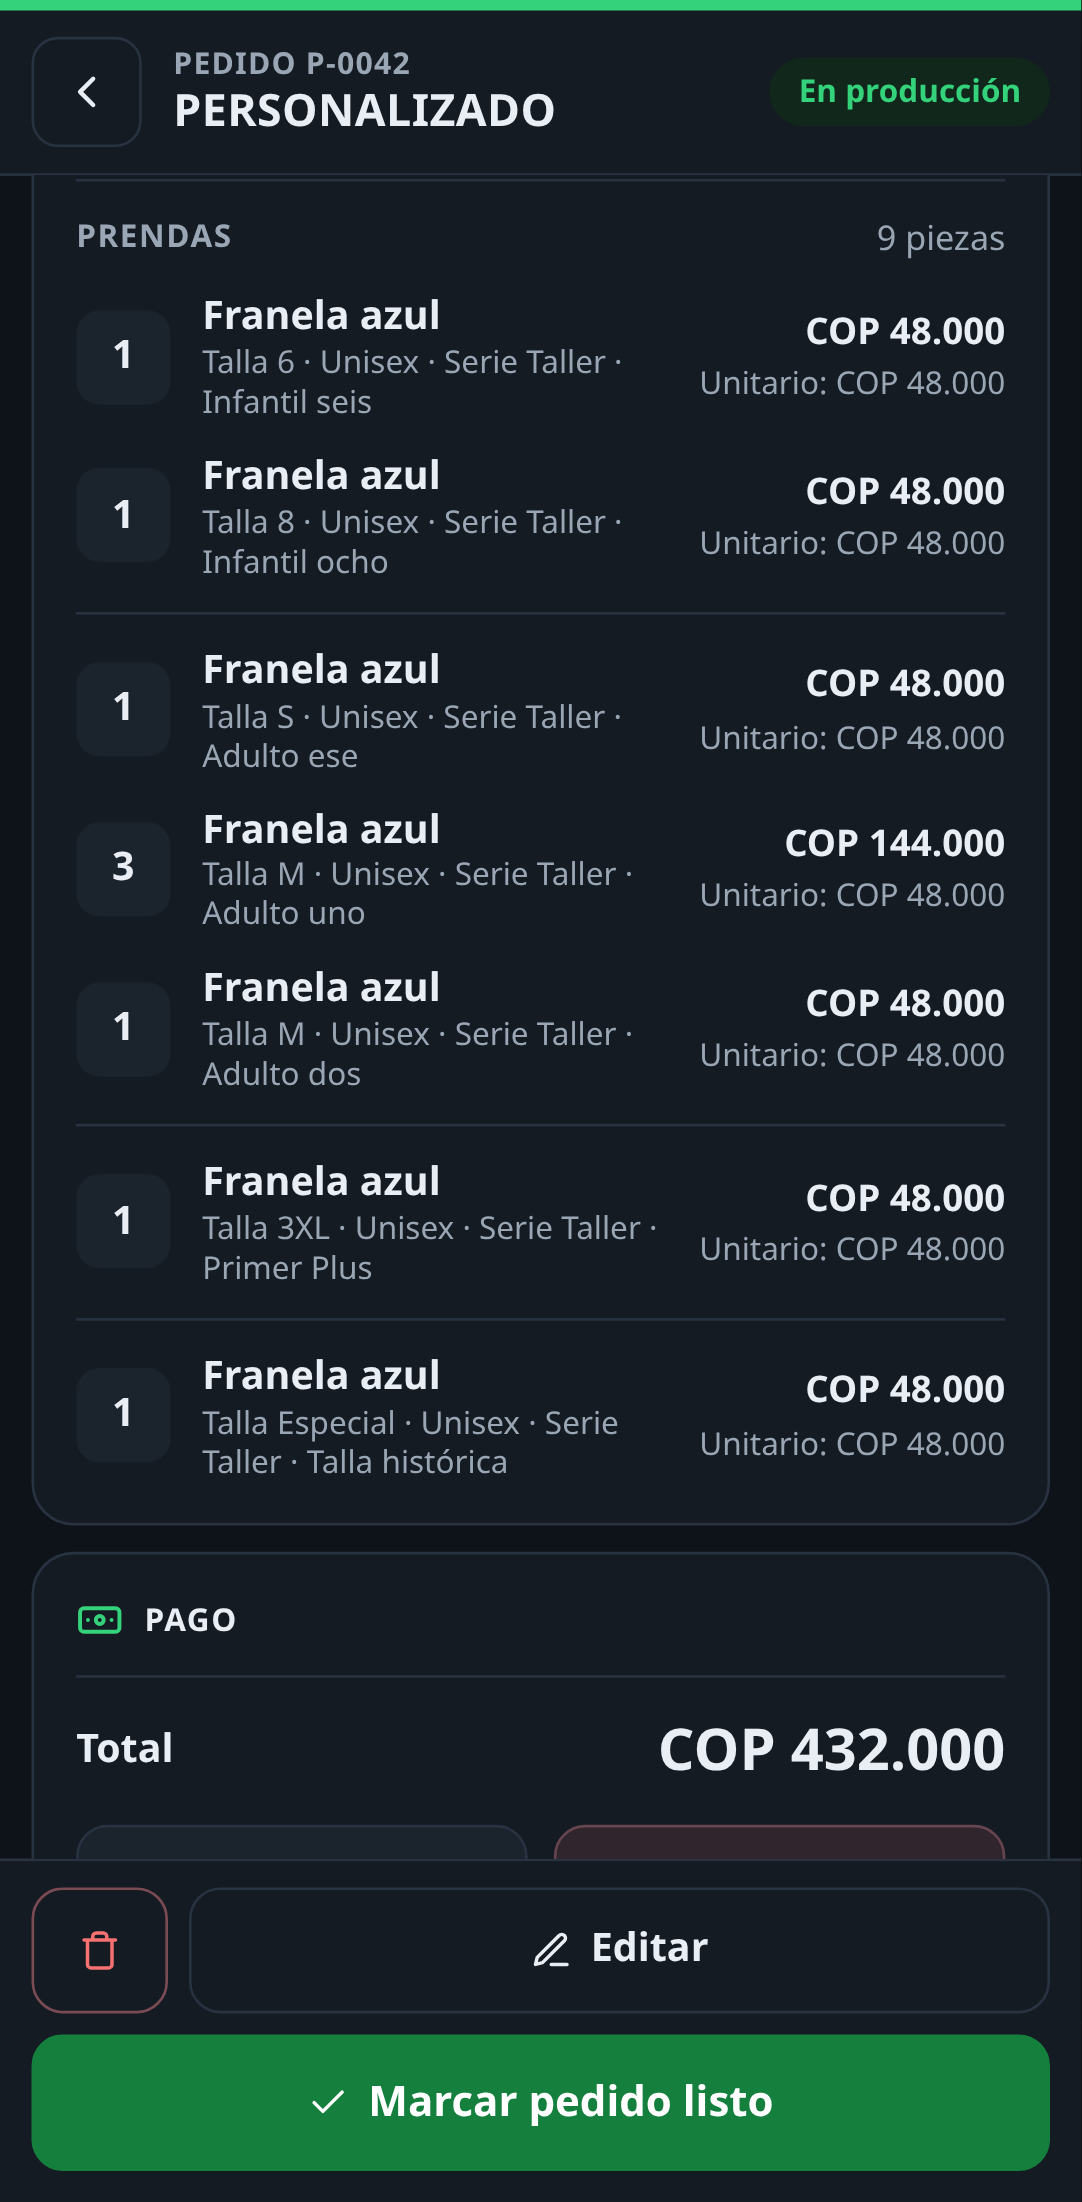 PEDIDO P-0042
PERSONALIZADO
En producción
PRENDAS
9 piezas
1
Franela azul
Talla 6 · Unisex · Serie Taller ·
Infantil seis
COP 48.000
Unitario: COP 48.000
1
Franela azul
Talla 8 · Unisex · Serie Taller ·
Infantil ocho
COP 48.000
Unitario: COP 48.000
1
Franela azul
Talla S · Unisex · Serie Taller ·
Adulto ese
COP 48.000
Unitario: COP 48.000
3
Franela azul
Talla M · Unisex · Serie Taller ·
Adulto uno
COP 144.000
Unitario: COP 48.000
1
Franela azul
Talla M · Unisex · Serie Taller ·
Adulto dos
COP 48.000
Unitario: COP 48.000
1
Franela azul
Talla 3XL · Unisex · Serie Taller ·
Primer Plus
COP 48.000
Unitario: COP 48.000
1
Franela azul
Talla Especial · Unisex · Serie
Taller · Talla histórica
COP 48.000
Unitario: COP 48.000
PAGO
Total
COP 432.000
Editar
Marcar pedido listo